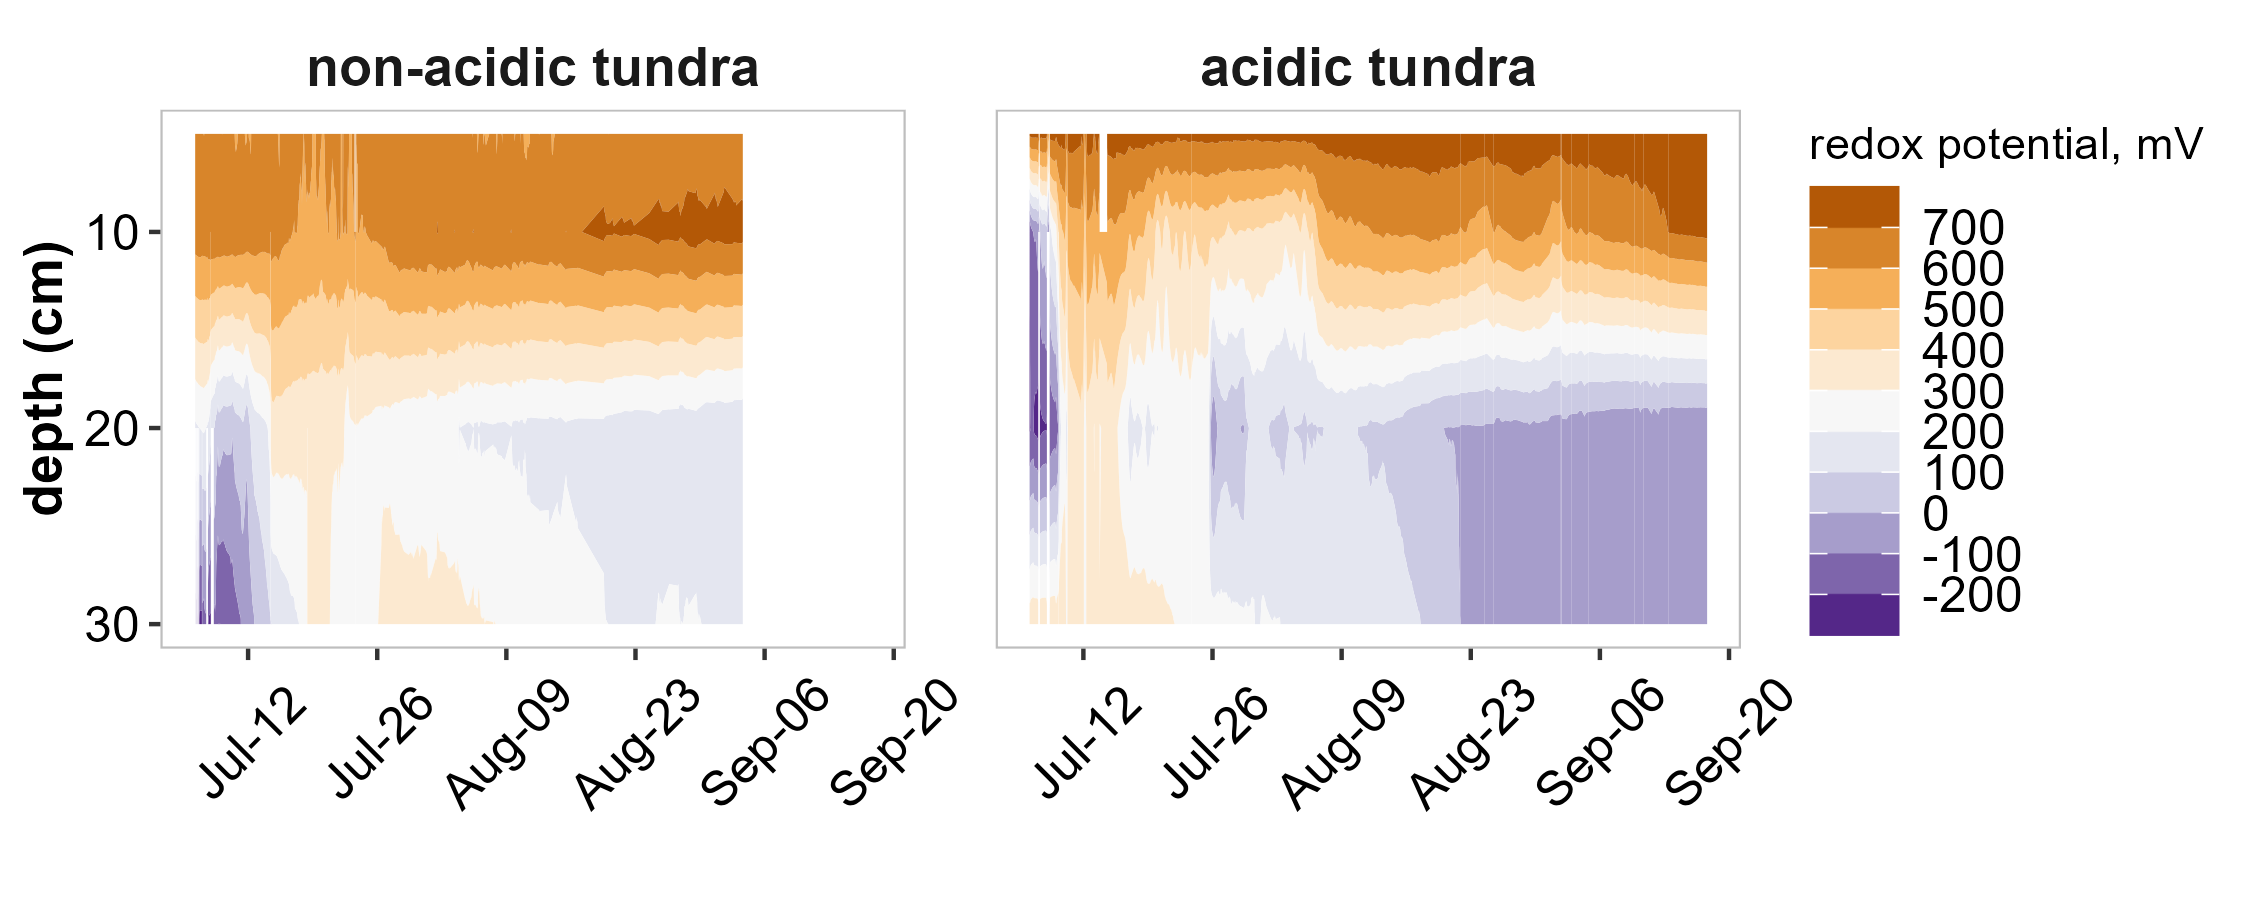 non-acidic tundra
acidic tundra
redox potential, mV
700
600
500
400
300
200
100
0
-100
-200
depth (cm)
10
20
30
Jul-12
Jul-26
Aug-09
Aug-23
Sep-06
Sep-20
Jul-12
Jul-26
Aug-09
Aug-23
Sep-06
Sep-20